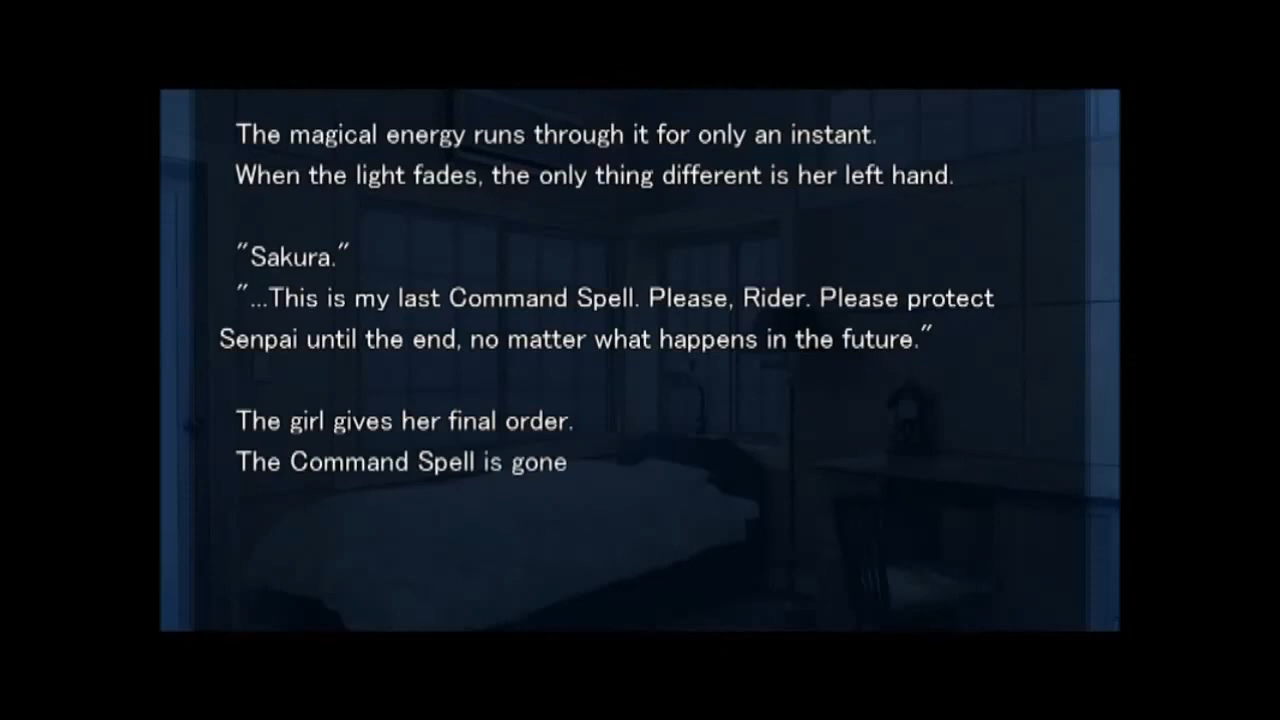 The magical energy runs through it for only an instant.
When the light fades, the only thing different is her left hand.
"Sakura."
"...This is my last Command Spell. Please, Rider. Please protect
Senpai until the end, no matter what happens in the future."
The girl gives her final order.
The Command Spell is gone